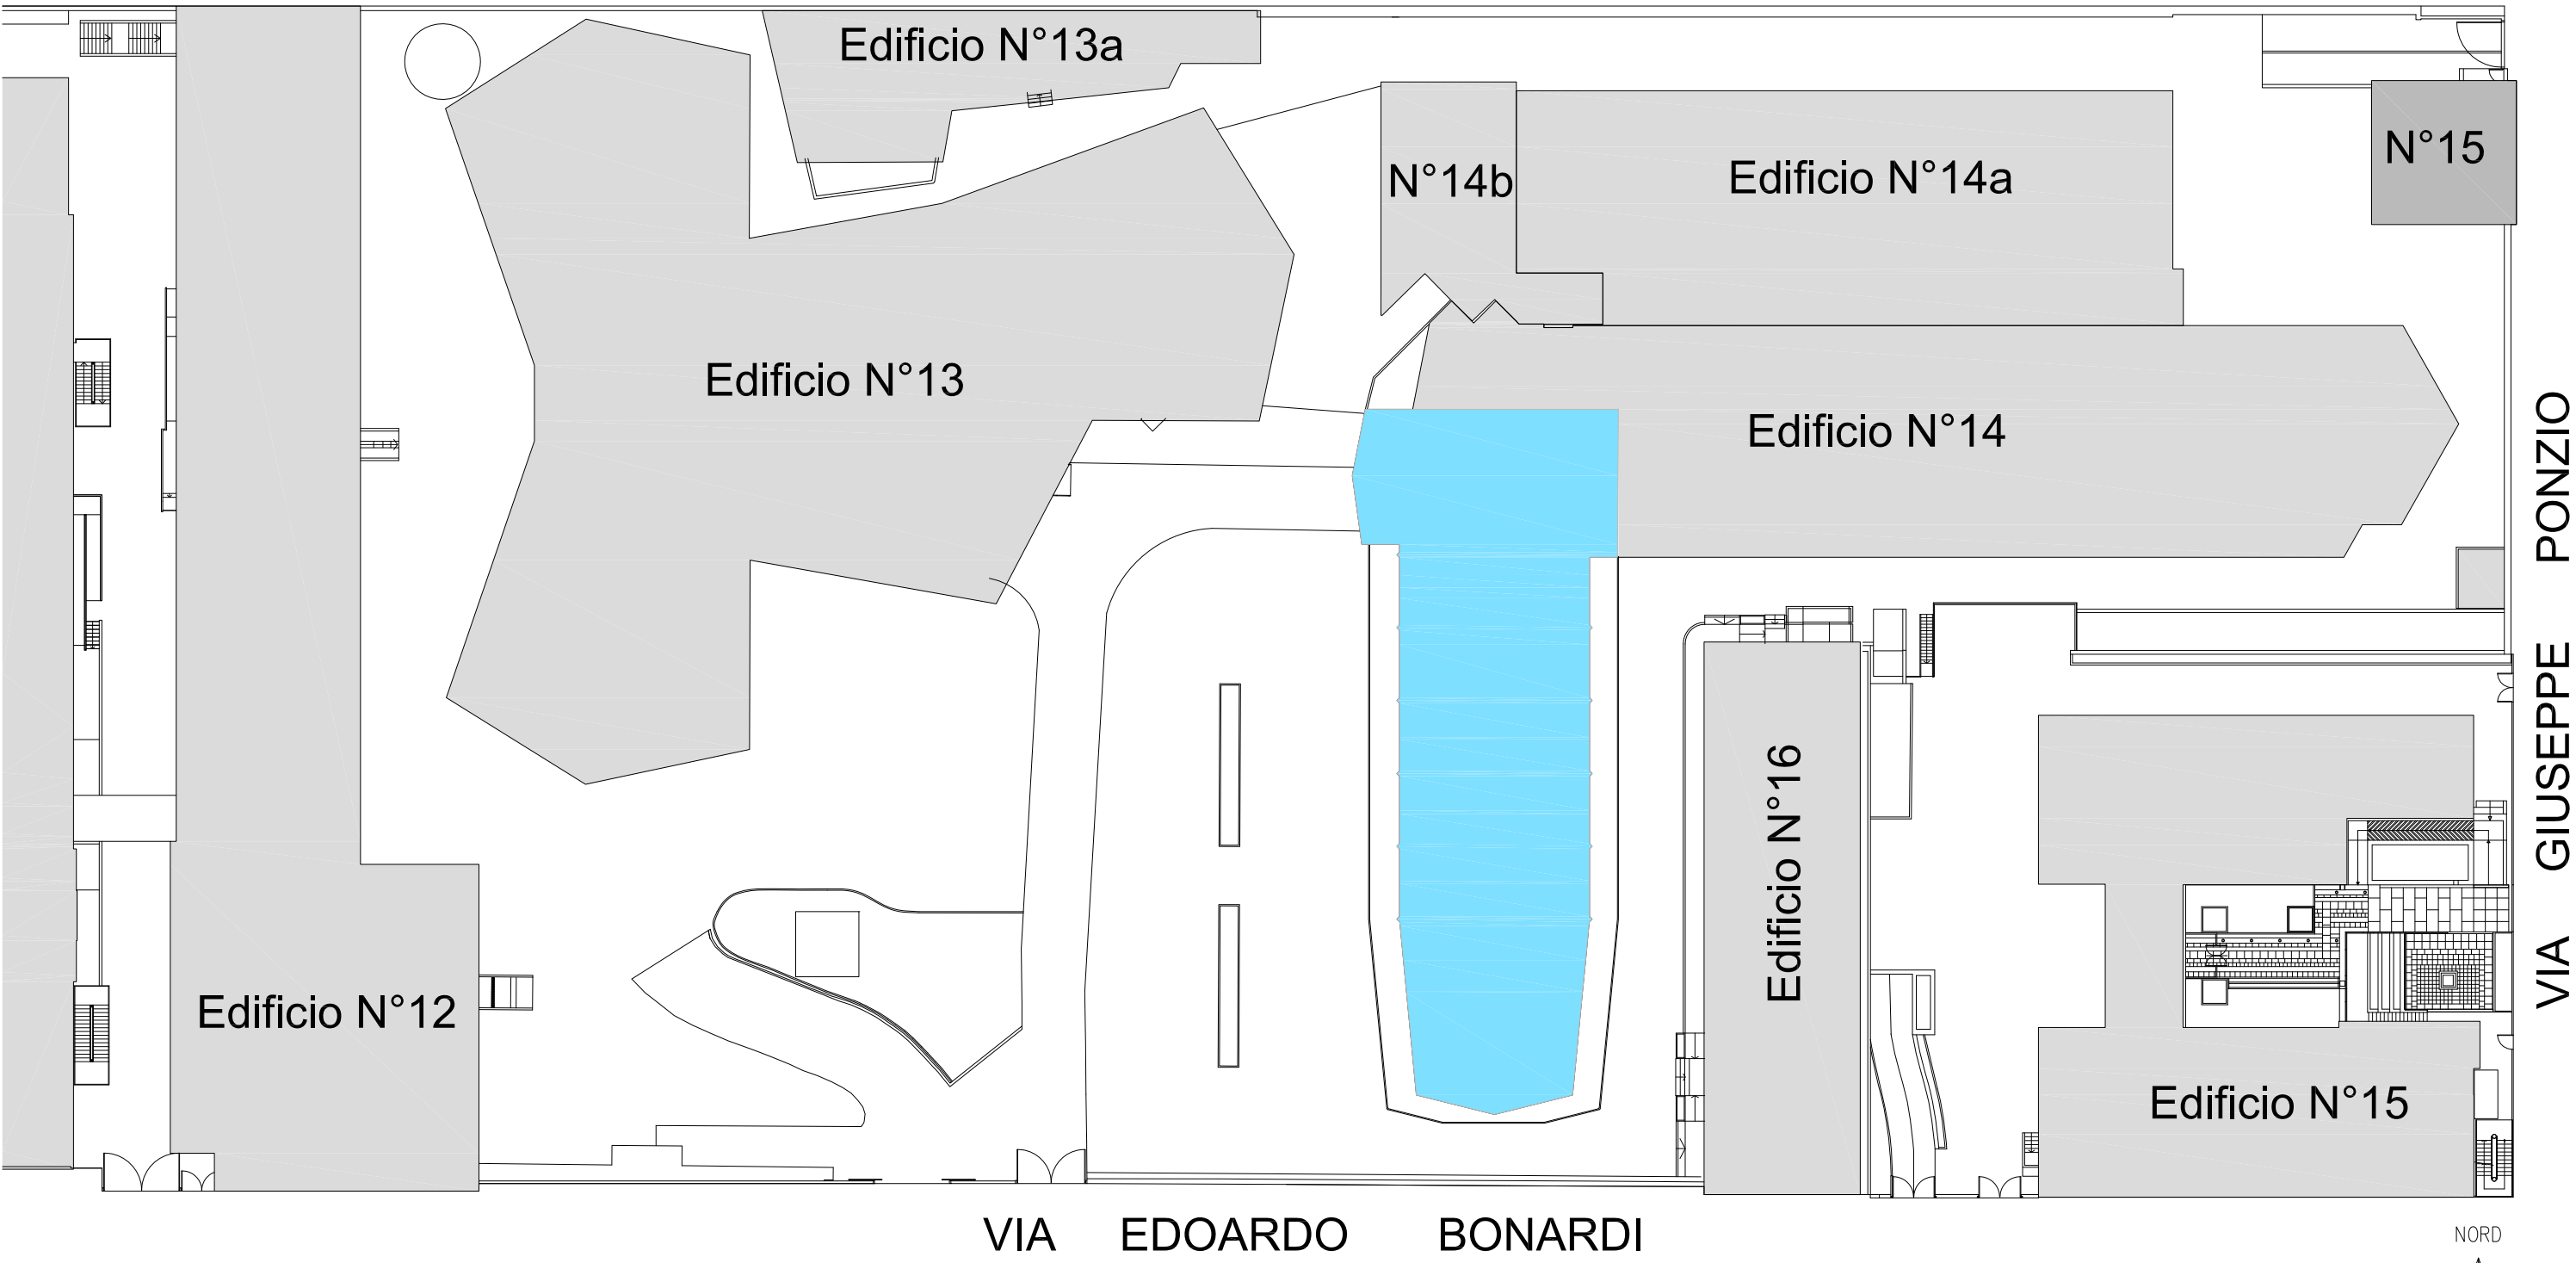 Edificio N°13a
N°15
N°14b
Edificio N°14a
Edificio N°13
Edificio N°14
Edificio N°16
Edificio N°12
Edificio N°15
VIA GIUSEPPE PONZIO
VIA EDOARDO BONARDI
NORD